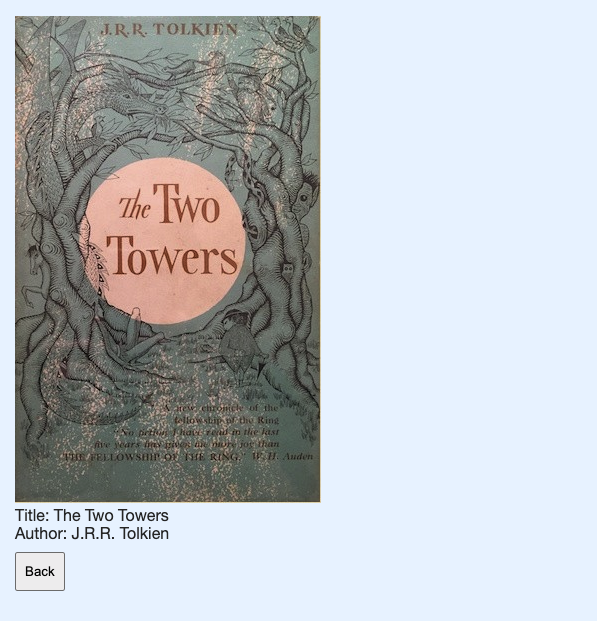 J.R.R. TOLKIEN
The Two
Towers
A new chronicle of the
fellowship of the Ring
"No fiction I have read in the last
five years has given me more joy than
THE FELLOWSHIP OF THE RING." W. H. Auden
Title: The Two Towers
Author: J.R.R. Tolkien
Back